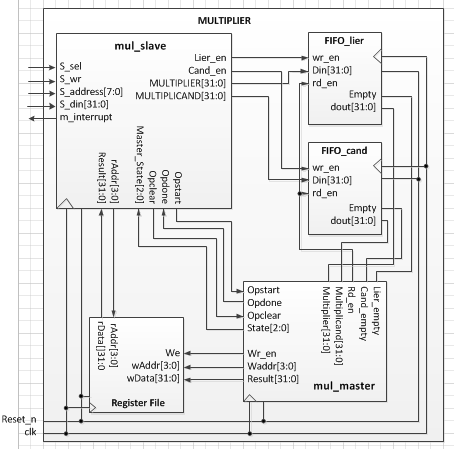 MULTIPLIER
mul_slave
S_sel
S_wr
S_address[7:0]
S_din[31:0]
m_interrupt
Lier_en
Cand_en
MULTIPLIER[31:0]
MULTIPLICAND[31:0]
Result[31:0]
rAddr[3:0]
Master_State[2:0]
Opclear
Opdone
Opstart
FIFO_lier
wr_en
Din[31:0]
rd_en
Empty
dout[31:0]
FIFO_cand
wr_en
Din[31:0]
rd_en
Empty
dout[31:0]
Opstart
Opdone
Opclear
State[2:0]
Wr_en
Waddr[3:0]
Result[31:0]
Multiplier[31:0]
Multiplicand[31:0]
Rd_en
Cand_empty
Lier_empty
mul_master
rData[]31:0
rAddr[3:0]
We
wAddr[3:0]
wData[31:0]
Register File
Reset_n
clk